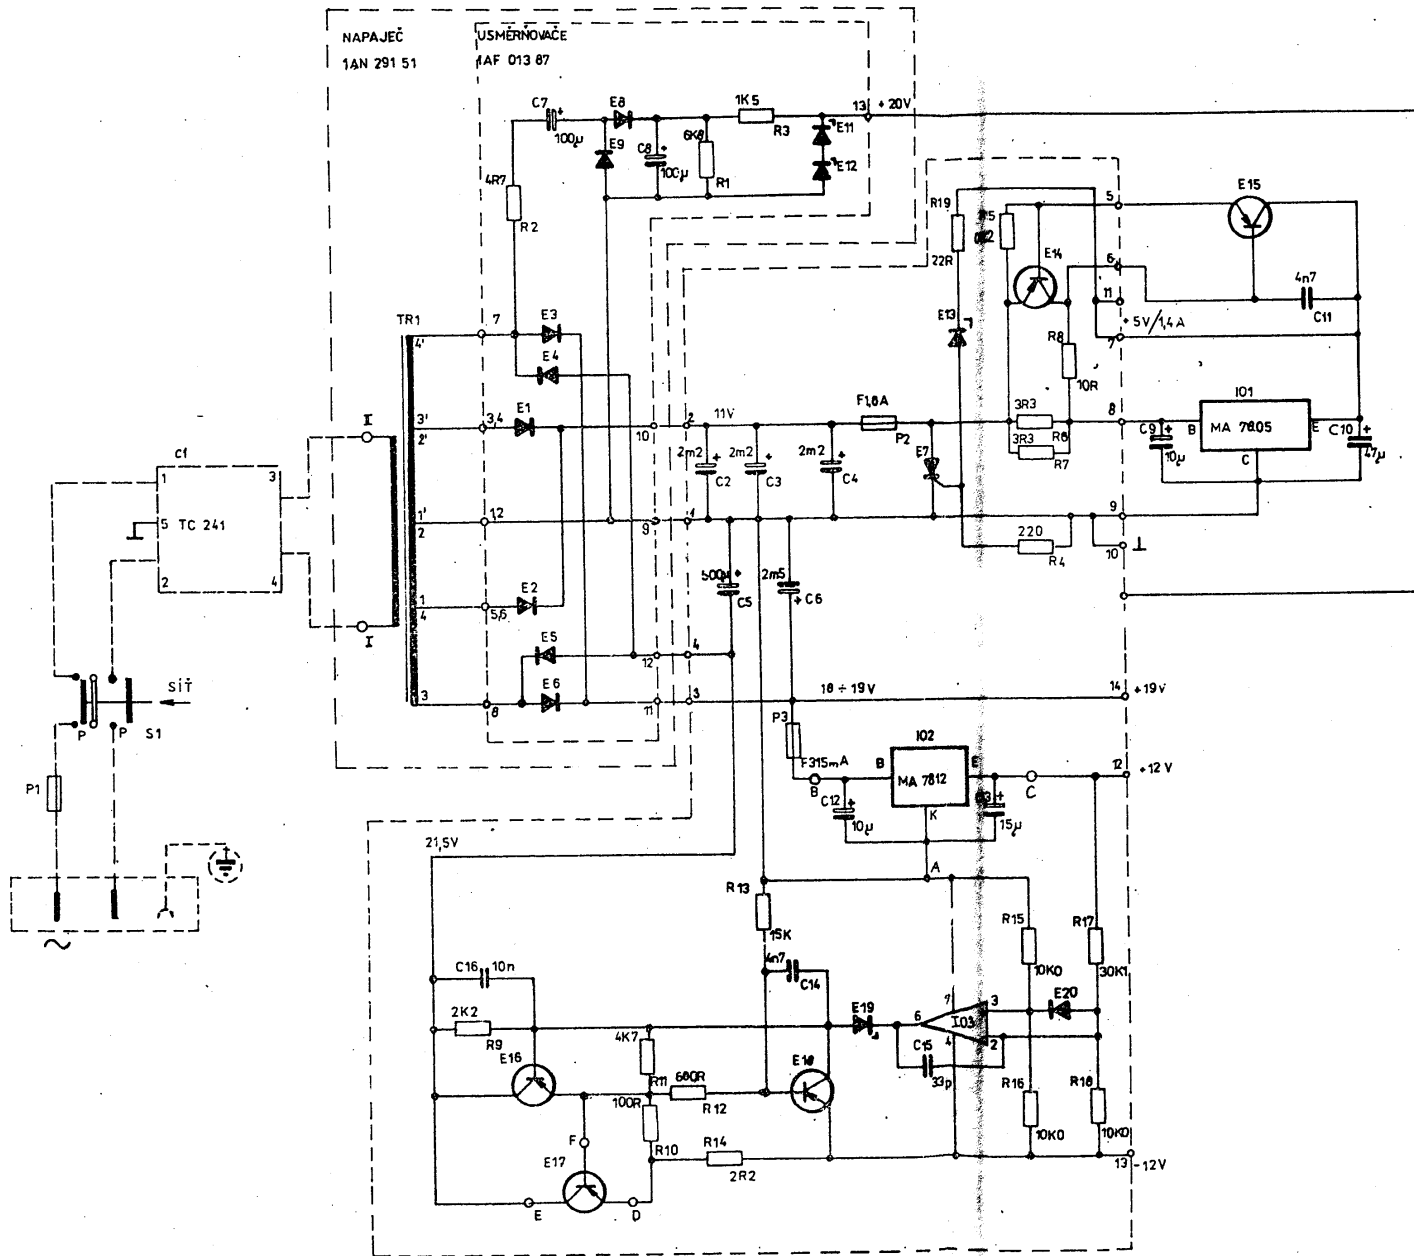 NAPAJEČ
1AN 291 51
USMĚRŇOVAČE
1AF 013 87
C7
+
100µ
E8
E9
C8
+
100µ
6K8
R1
1K5
R3
E11
E12
13
+ 20V
4R7
R2
TR1
7
4'
E3
E4
3'
2'
3,4
E1
10
2
11V
1'
2
1,2
9
1
1
4
5,6
E2
E5
12
4
3
8
E6
11
3
II
I
C1
1
3
5
TC 241
2
4
SÍŤ
P
P
S1
P1
~
2m2
+
C2
2m2
+
C3
2m2
+
C4
F1,6A
P2
E7
500µ
+
C5
2m5
+
C6
R19
22R
E13
R5
E14
R8
10R
3R3
R6
3R3
R7
220
R4
5
6
11
+ 5V/1,4A
7
8
9
10
⊥
E15
4n7
C11
IO1
MA 7805
B
E
C
C9
+
10µ
C10
+
47µ
18 ÷ 19V
14
+ 19V
P3
F315mA
B
IO2
B
E
MA 7812
K
C12
+
10µ
+
15µ
C
12
+ 12V
A
21,5V
R13
15K
4n7
C14
C16
10n
2K2
R9
E16
4K7
R11
680R
R12
100R
R10
F
E17
E
D
R14
2R2
E18
E19
6
7
IO3
4
3
2
C15
33p
E20
R15
10K0
R17
30K1
R16
10K0
R18
10K0
13
- 12V